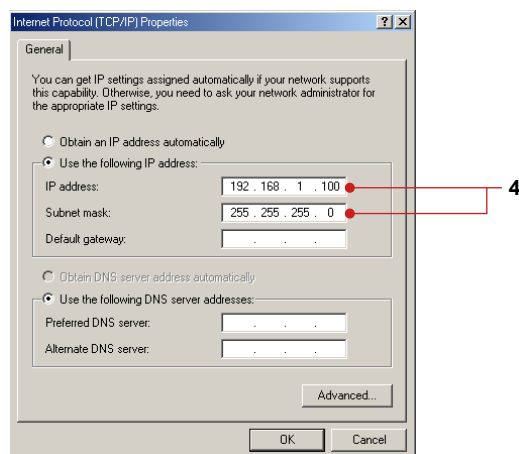 Internet Protocol (TCP/IP) Properties
General
You can get IP settings assigned automatically if your network supports
this capability. Otherwise, you need to ask your network administrator for
the appropriate IP settings.
Obtain an IP address automatically
Use the following IP address:
IP address: 192 . 168 . 1 . 100
4
Subnet mask: 255 . 255 . 255 . 0
Default gateway: . . .
Obtain DNS server address automatically
Use the following DNS server addresses:
Preferred DNS server: . . .
Alternate DNS server: . . .
Advanced...
OK Cancel